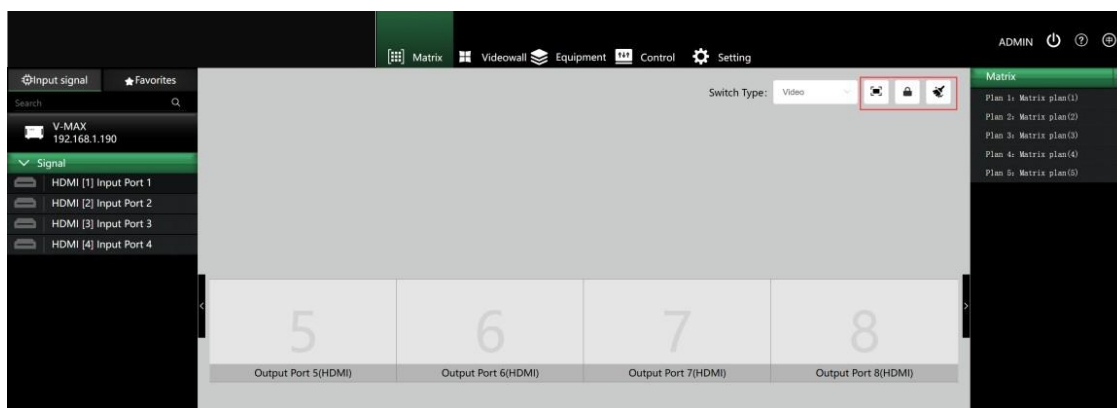 ADMIN
Matrix Videowall Equipment Control Setting
Input signal Favorites
Search
V-MAX
192.168.1.190
Signal
HDMI [1] Input Port 1
HDMI [2] Input Port 2
HDMI [3] Input Port 3
HDMI [4] Input Port 4
Switch Type: Video
5 6 7 8
Output Port 5(HDMI) Output Port 6(HDMI) Output Port 7(HDMI) Output Port 8(HDMI)
Matrix
Plan 1: Matrix plan(1)
Plan 2: Matrix plan(2)
Plan 3: Matrix plan(3)
Plan 4: Matrix plan(4)
Plan 5: Matrix plan(5)